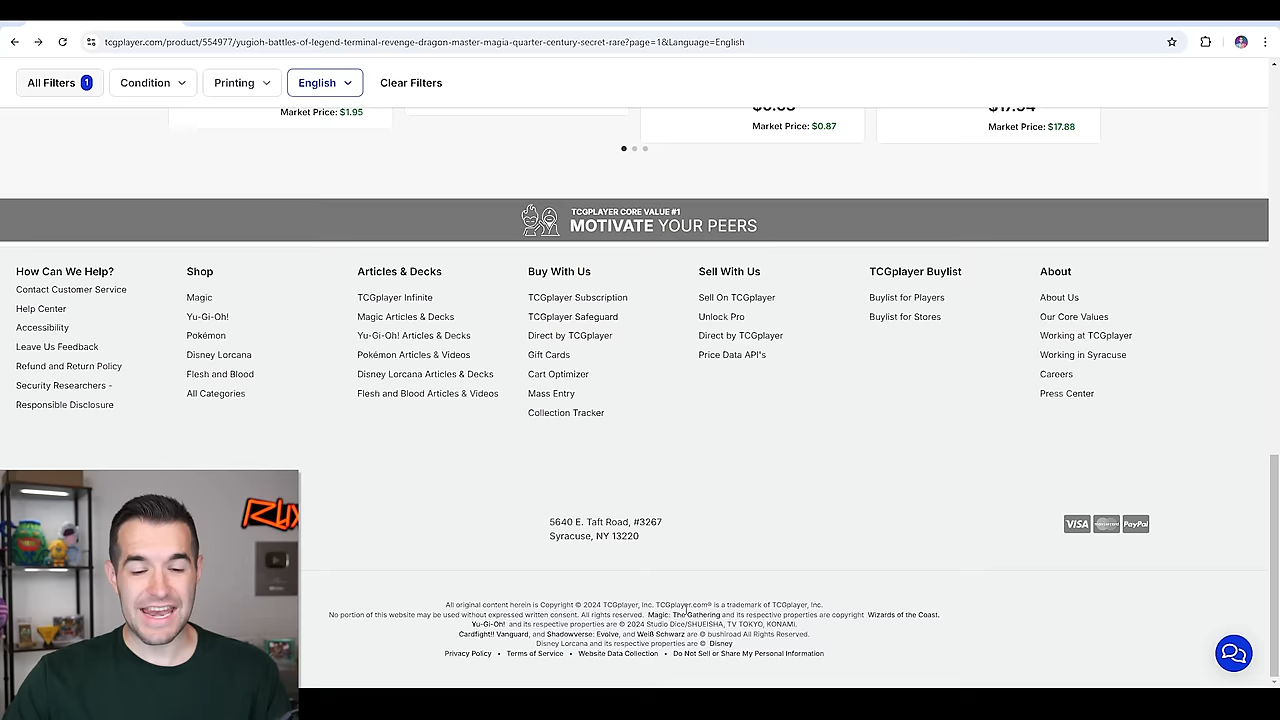 tcgplayer.com/product/554977/yugioh-battles-of-legend-terminal-revenge-dragon-master-magia-quarter-century-secret-rare?page=1&Language=English
All Filters 1 Condition Printing English Clear Filters
$17.94
Market Price: $1.95
Market Price: $0.87
Market Price: $17.88
TCGPLAYER CORE VALUE #1
MOTIVATE YOUR PEERS
How Can We Help?
Contact Customer Service
Help Center
Accessibility
Leave Us Feedback
Refund and Return Policy
Security Researchers -
Responsible Disclosure
Shop
Magic
Yu-Gi-Oh!
Pokémon
Disney Lorcana
Flesh and Blood
All Categories
Articles & Decks
TCGplayer Infinite
Magic Articles & Decks
Yu-Gi-Oh! Articles & Decks
Pokémon Articles & Videos
Disney Lorcana Articles & Decks
Flesh and Blood Articles & Videos
Buy With Us
TCGplayer Subscription
TCGplayer Safeguard
Direct by TCGplayer
Gift Cards
Cart Optimizer
Mass Entry
Collection Tracker
Sell With Us
Sell On TCGplayer
Unlock Pro
Direct by TCGplayer
Price Data API's
TCGplayer Buylist
Buylist for Players
Buylist for Stores
About
About Us
Our Core Values
Working at TCGplayer
Working in Syracuse
Careers
Press Center
5640 E. Taft Road, #3267
Syracuse, NY 13220
VISA PayPal
All original content herein is Copyright © 2024 TCGplayer, Inc. TCGplayer.com® is a trademark of TCGplayer, Inc.
No portion of this website may be used without expressed written consent. All rights reserved. Magic: The Gathering and its respective properties are copyright Wizards of the Coast.
Yu-Gi-Oh! and its respective properties are © 2024 Studio Dice/SHUEISHA, TV TOKYO, KONAMI.
Cardfight!! Vanguard, and Shadowverse: Evolve, and Weiß Schwarz are © bushiroad All Rights Reserved.
Disney Lorcana and its respective properties are © Disney
Privacy Policy • Terms of Service • Website Data Collection • Do Not Sell or Share My Personal Information